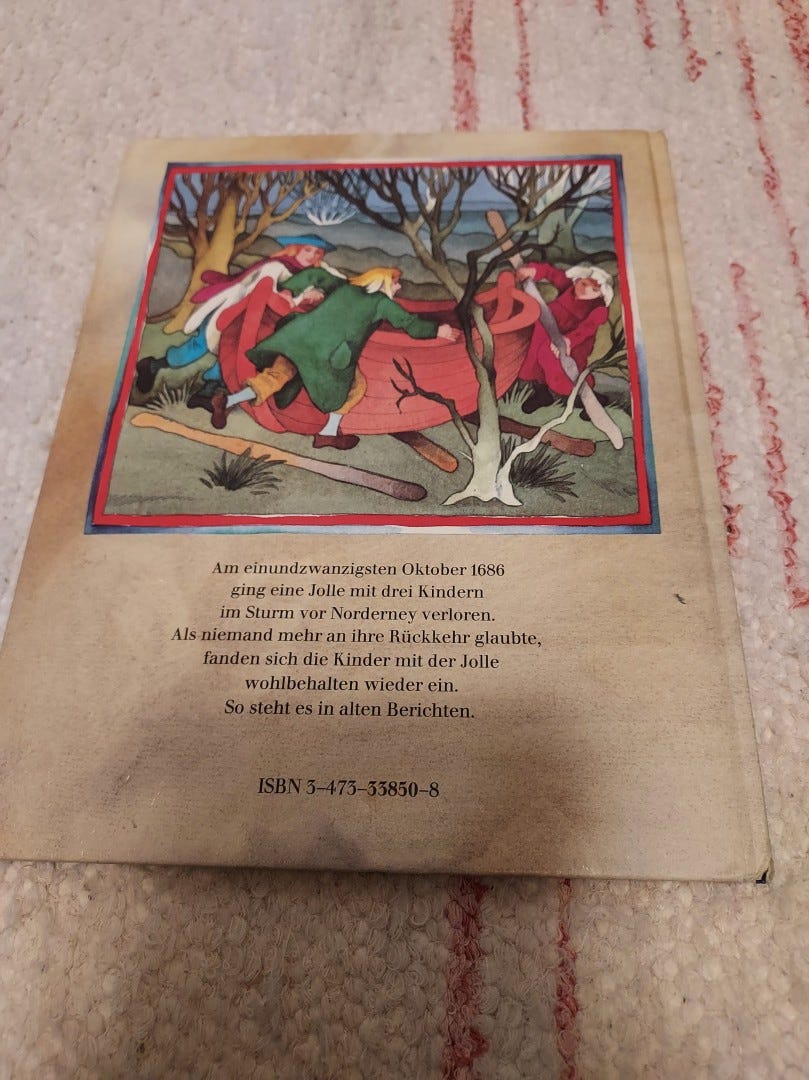 Am einundzwanzigsten Oktober 1686
ging eine Jolle mit drei Kindern
im Sturm vor Norderney verloren.
Als niemand mehr an ihre Rückkehr glaubte,
fanden sich die Kinder mit der Jolle
wohlbehalten wieder ein.
So steht es in alten Berichten.
ISBN 3–473–33850–8